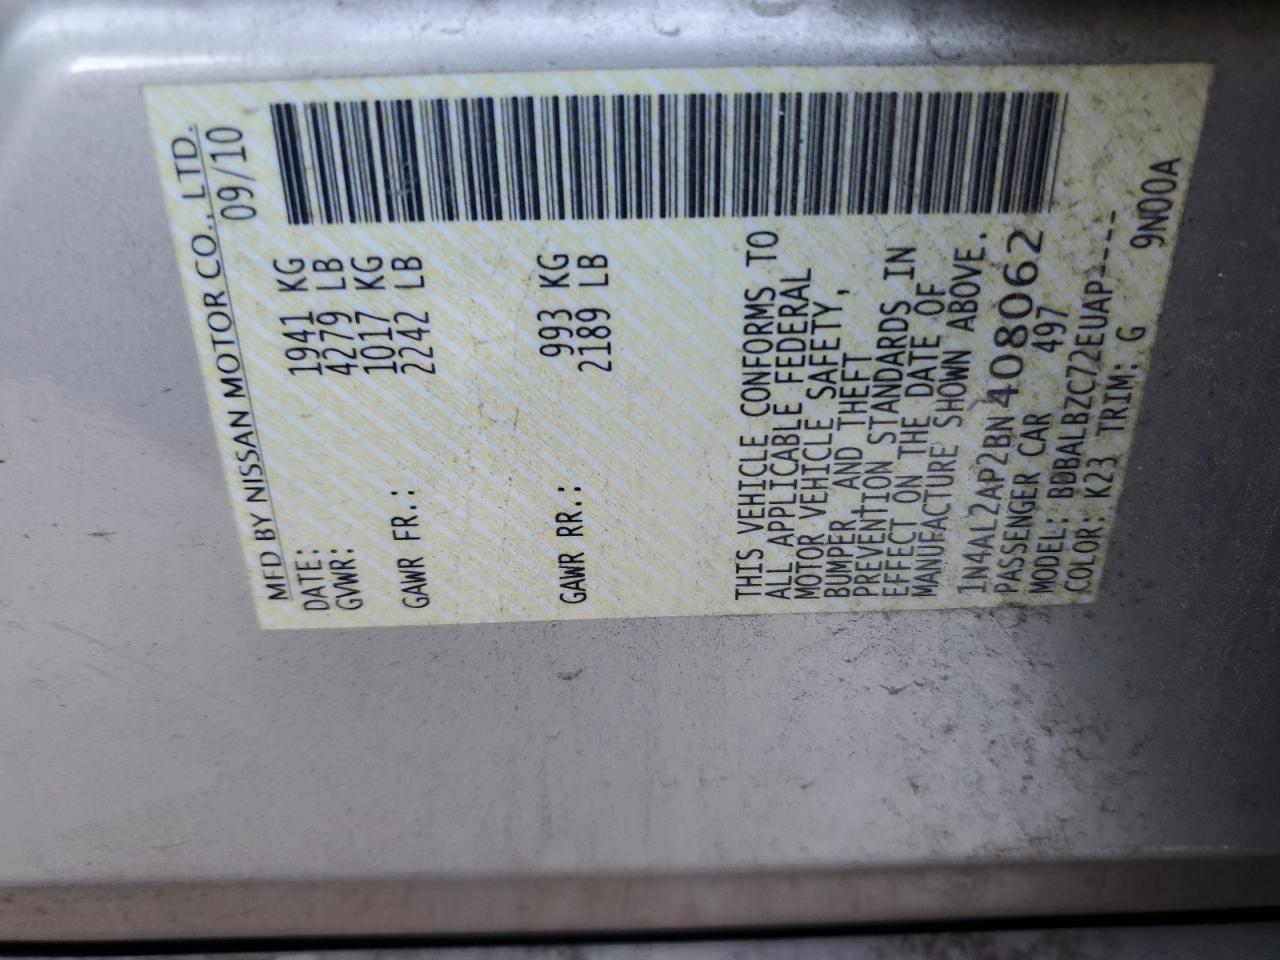 MFD BY NISSAN MOTOR CO., LTD.
DATE: 09/10
GVWR: 1941 KG
4279 LB
GAWR FR.: 1017 KG
2242 LB
GAWR RR.: 993 KG
2189 LB
THIS VEHICLE CONFORMS TO
ALL APPLICABLE FEDERAL
MOTOR VEHICLE SAFETY,
BUMPER, AND THEFT
PREVENTION STANDARDS IN
EFFECT ON THE DATE OF
MANUFACTURE SHOWN ABOVE.
1N4AL2AP2BN408062
PASSENGER CAR 497
MODEL: BDBALBZC72EUAP----
COLOR: K23 TRIM: G 9N00A